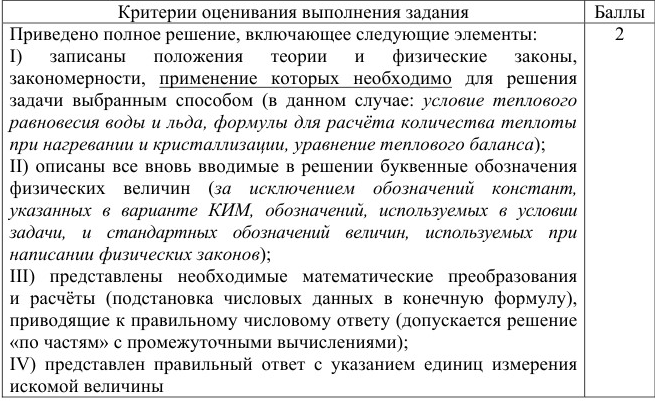 Критерии оценивания выполнения задания Баллы
Приведено полное решение, включающее следующие элементы: 2
I) записаны положения теории и физические законы,
закономерности, применение которых необходимо для решения
задачи выбранным способом (в данном случае: условие теплового
равновесия воды и льда, формулы для расчёта количества теплоты
при нагревании и кристаллизации, уравнение теплового баланса);
II) описаны все вновь вводимые в решении буквенные обозначения
физических величин (за исключением обозначений констант,
указанных в варианте КИМ, обозначений, используемых в условии
задачи, и стандартных обозначений величин, используемых при
написании физических законов);
III) представлены необходимые математические преобразования
и расчёты (подстановка числовых данных в конечную формулу),
приводящие к правильному числовому ответу (допускается решение
«по частям» с промежуточными вычислениями);
IV) представлен правильный ответ с указанием единиц измерения
искомой величины